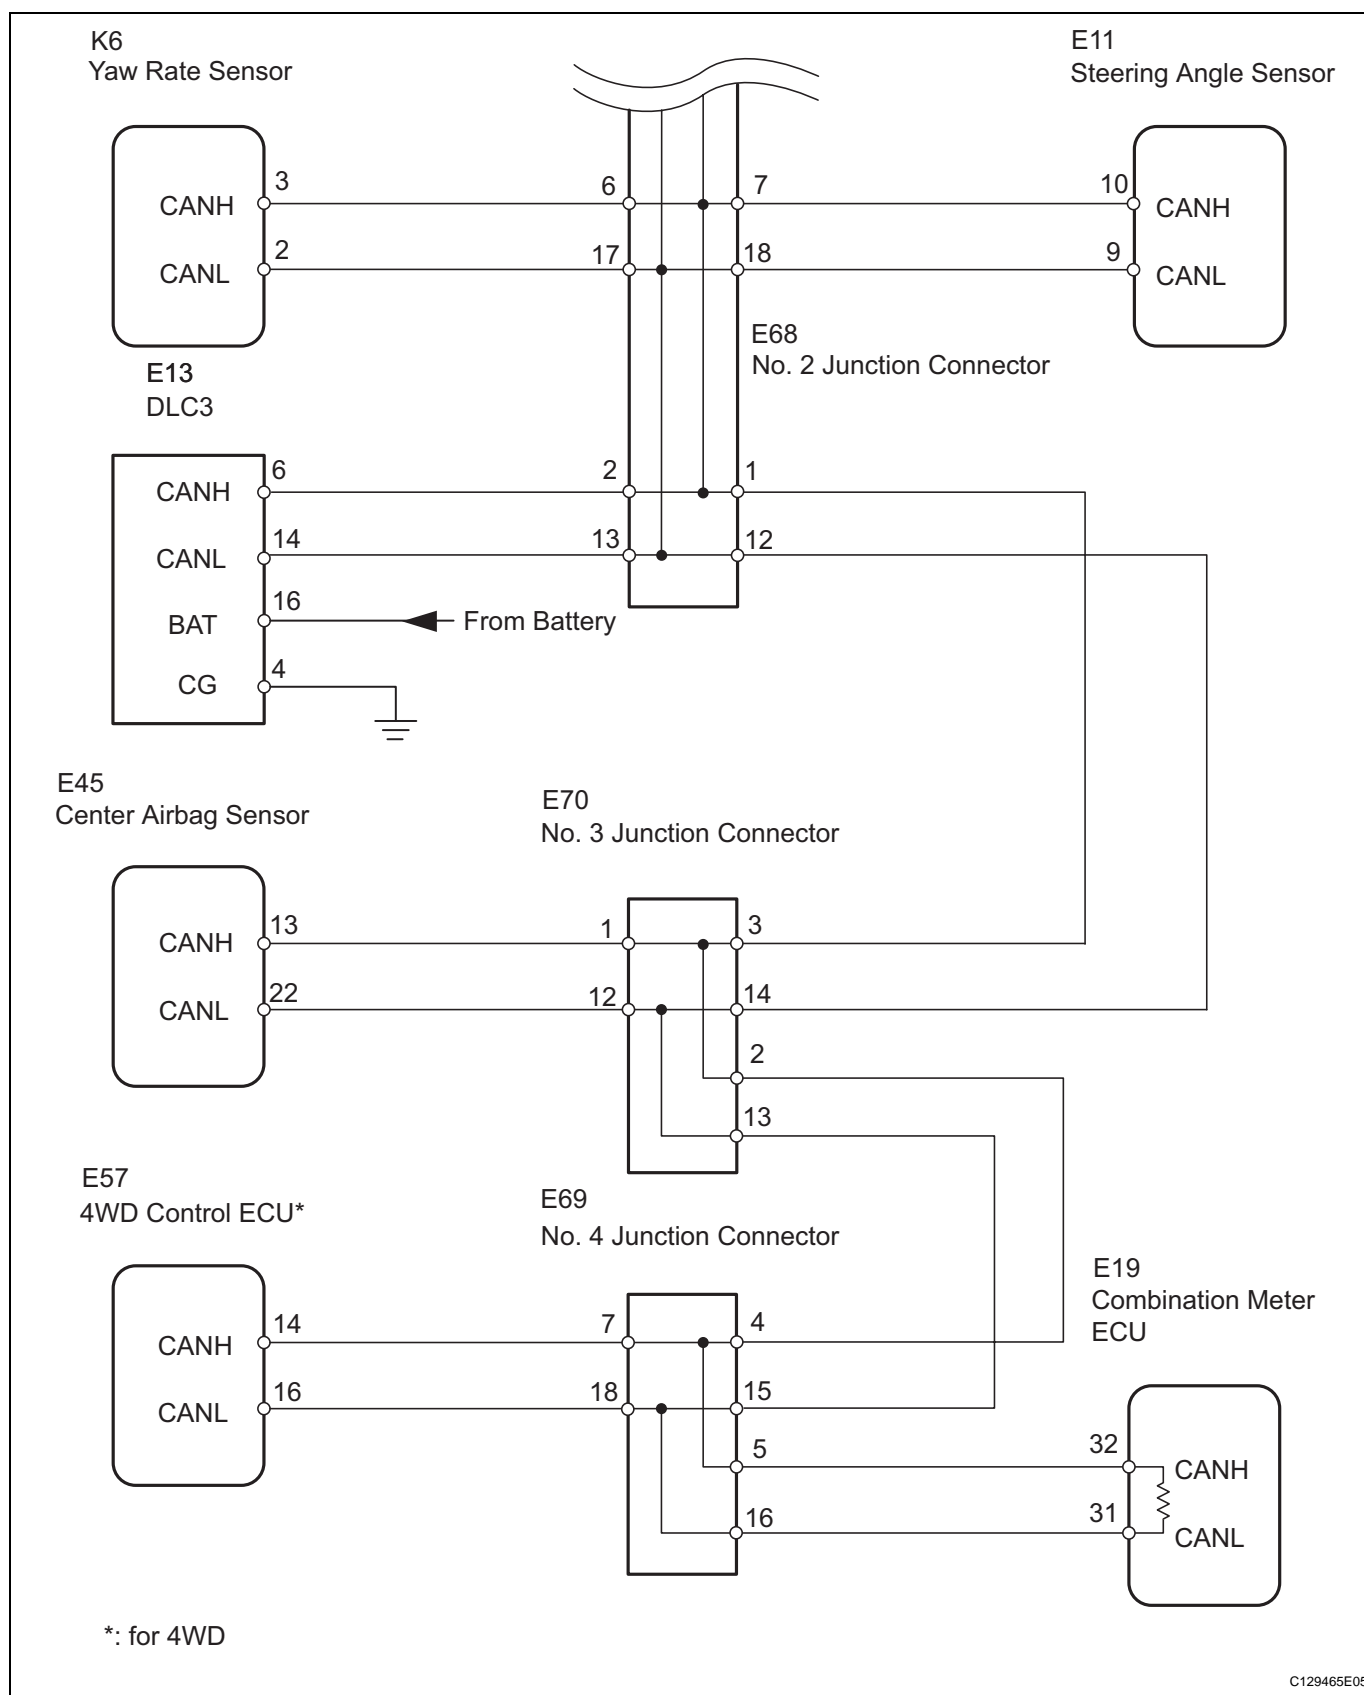 K6
Yaw Rate Sensor
E11
Steering Angle Sensor
3
6
7
10
CANH
CANH
2
17
18
9
CANL
CANL
E68
No. 2 Junction Connector
E13
DLC3
6
2
1
CANH
14
13
12
CANL
16
BAT
From Battery
4
CG
E45
Center Airbag Sensor
E70
No. 3 Junction Connector
13
1
3
CANH
22
12
14
CANL
2
13
E57
4WD Control ECU*
E69
No. 4 Junction Connector
E19
Combination Meter
ECU
14
7
4
CANH
16
18
15
CANL
5
32
CANH
16
31
CANL
*: for 4WD
C129465E05